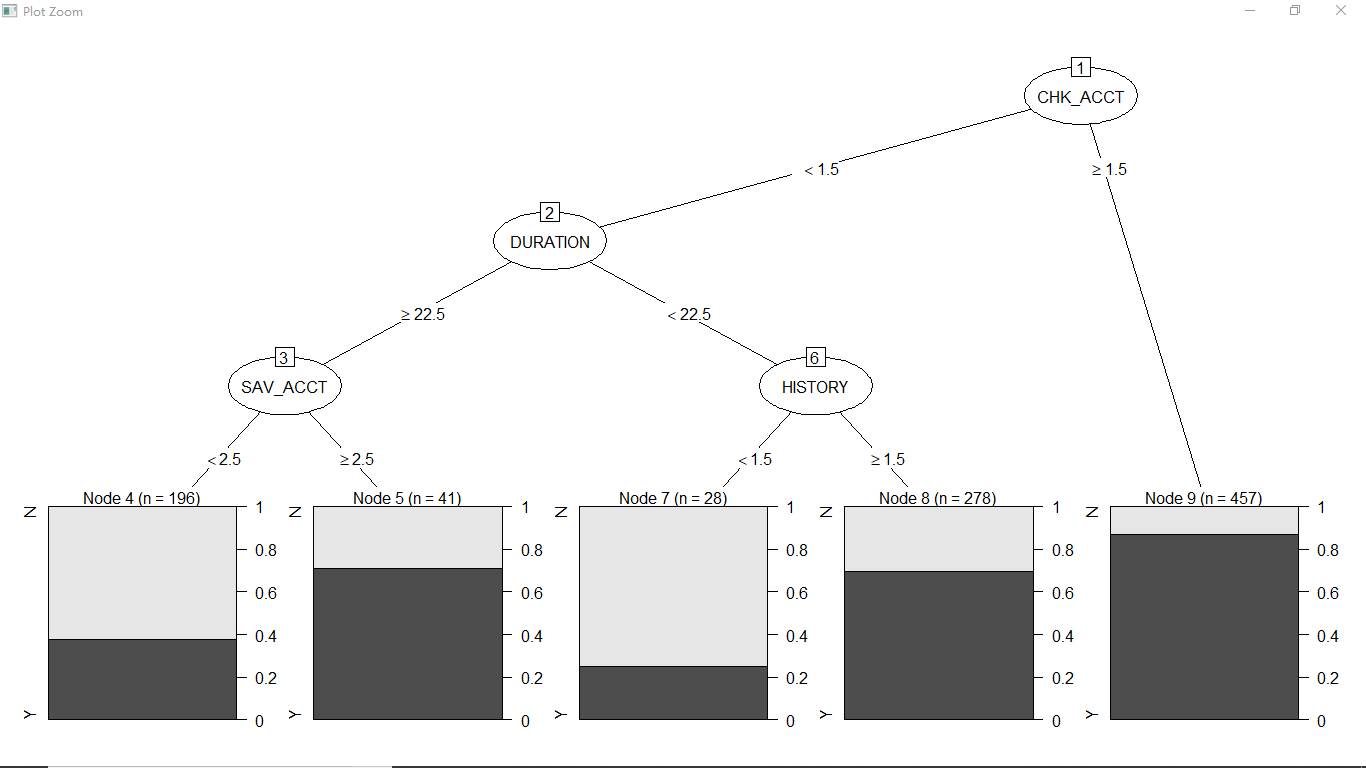 Plot Zoom
1
CHK_ACCT
< 1.5
≥ 1.5
2
DURATION
≥ 22.5
< 22.5
3
SAV_ACCT
6
HISTORY
< 2.5
≥ 2.5
< 1.5
≥ 1.5
Node 4 (n = 196)
N
Y
1
0.8
0.6
0.4
0.2
0
Node 5 (n = 41)
N
Y
1
0.8
0.6
0.4
0.2
0
Node 7 (n = 28)
N
Y
1
0.8
0.6
0.4
0.2
0
Node 8 (n = 278)
N
Y
1
0.8
0.6
0.4
0.2
0
Node 9 (n = 457)
N
Y
1
0.8
0.6
0.4
0.2
0